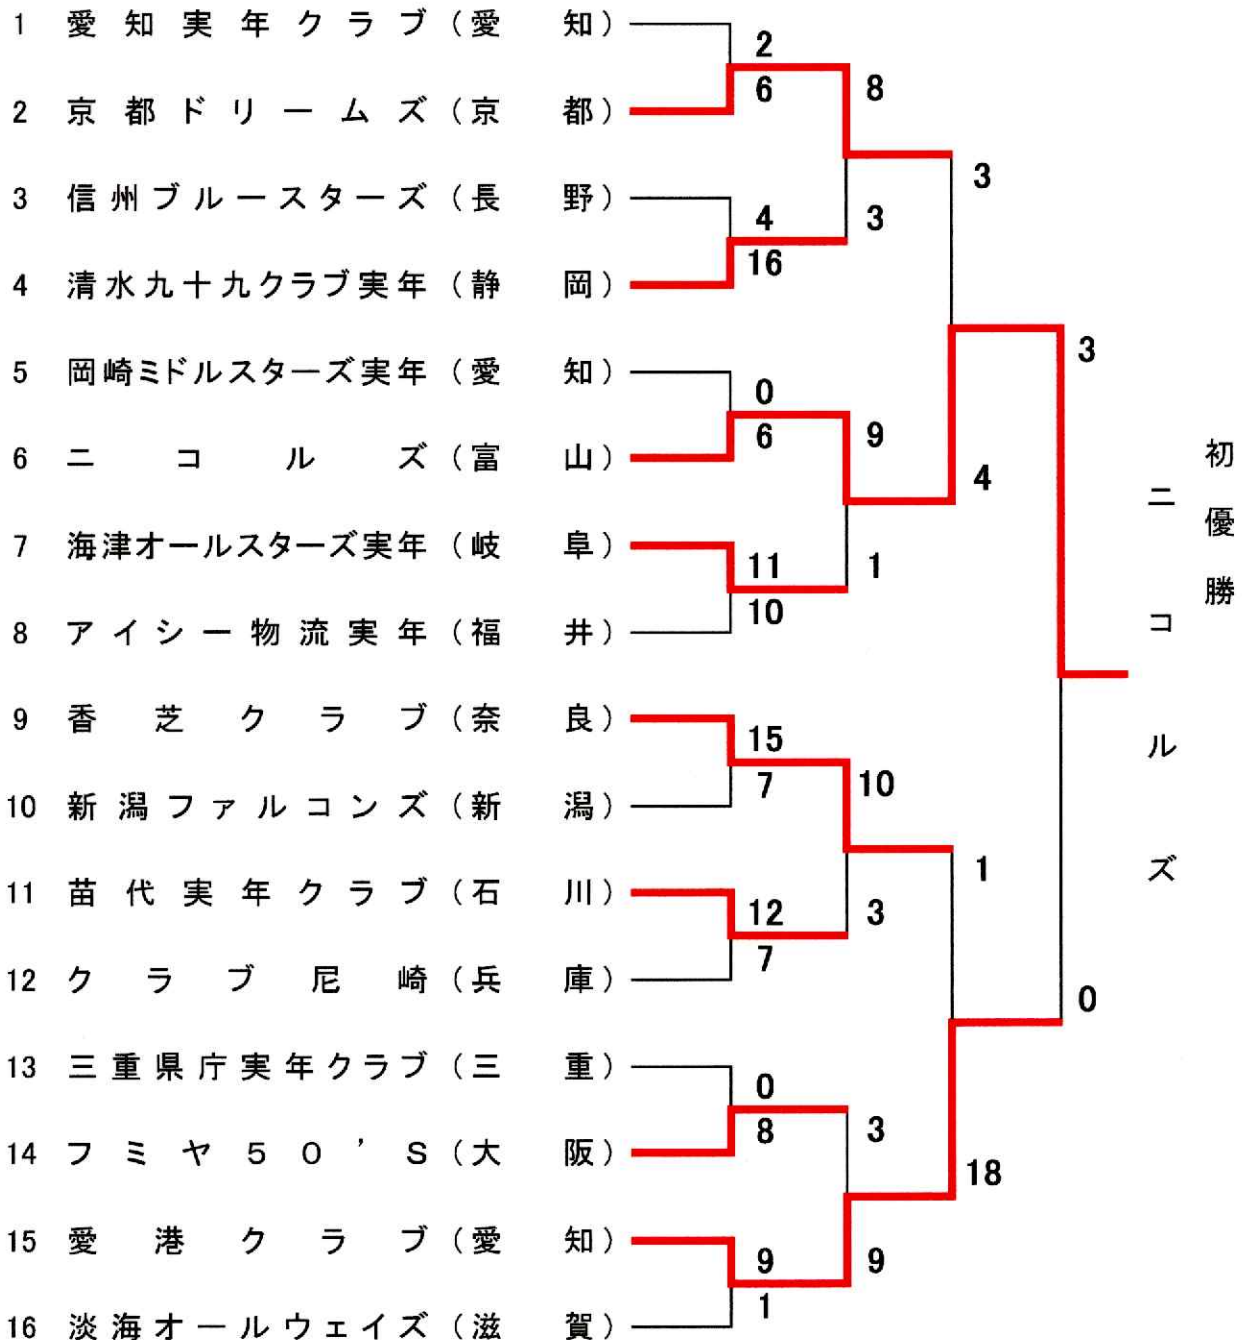 1 愛知実年クラブ（愛知）
2 京都ドリームズ（京都）
3 信州ブルースターズ（長野）
4 清水九十九クラブ実年（静岡）
5 岡崎ミドルスターズ実年（愛知）
6 ニコルズ（富山）
7 海津オールスターズ実年（岐阜）
8 アイシー物流実年（福井）
9 香芝クラブ（奈良）
10 新潟ファルコンズ（新潟）
11 苗代実年クラブ（石川）
12 クラブ尼崎（兵庫）
13 三重県庁実年クラブ（三重）
14 フミヤ５０’Ｓ（大阪）
15 愛港クラブ（愛知）
16 淡海オールウェイズ（滋賀）
2
6
4
16
0
6
11
10
15
7
12
7
0
8
9
1
8
3
9
1
10
3
3
9
3
4
1
18
3
0
初優勝
ニコルズ